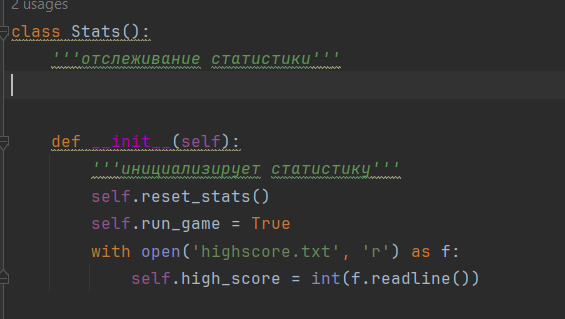 2 usages
class Stats():
'''отслеживание статистики'''
def __init__(self):
'''инициализирует статистику'''
self.reset_stats()
self.run_game = True
with open('highscore.txt', 'r') as f:
self.high_score = int(f.readline())